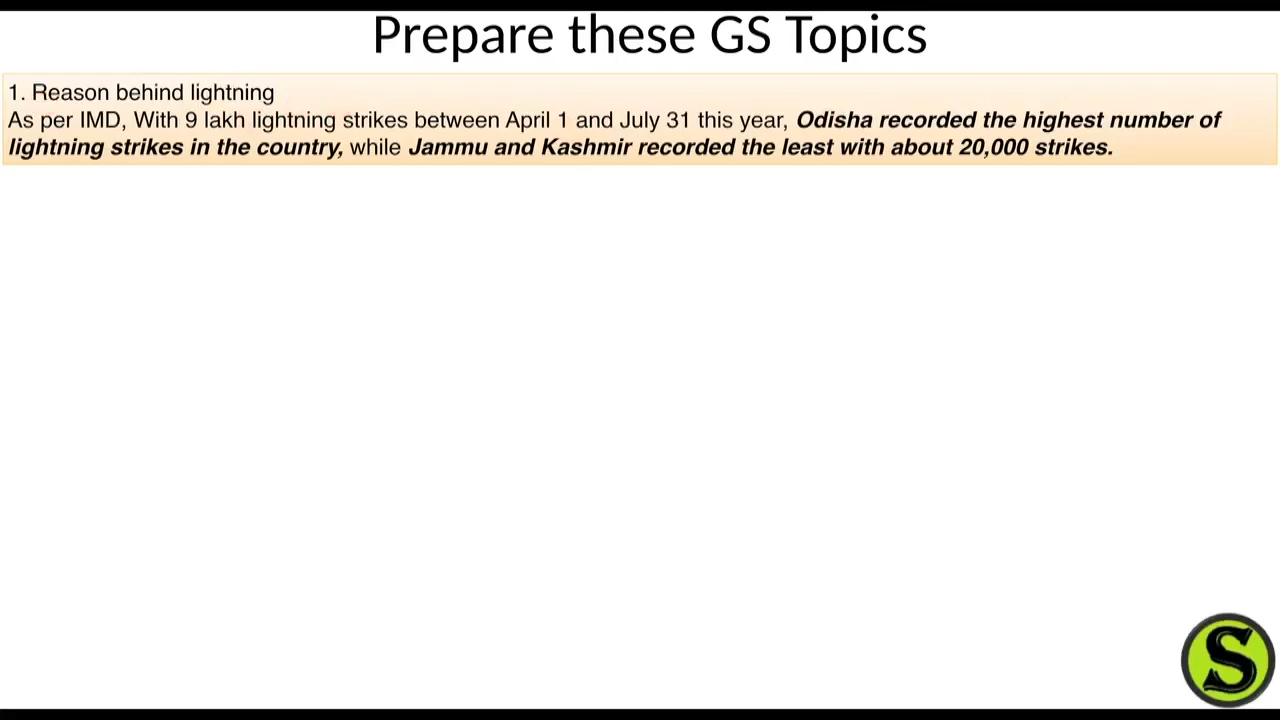 Prepare these GS Topics
1. Reason behind lightning
As per IMD, With 9 lakh lightning strikes between April 1 and July 31 this year, Odisha recorded the highest number of
lightning strikes in the country, while Jammu and Kashmir recorded the least with about 20,000 strikes.
S